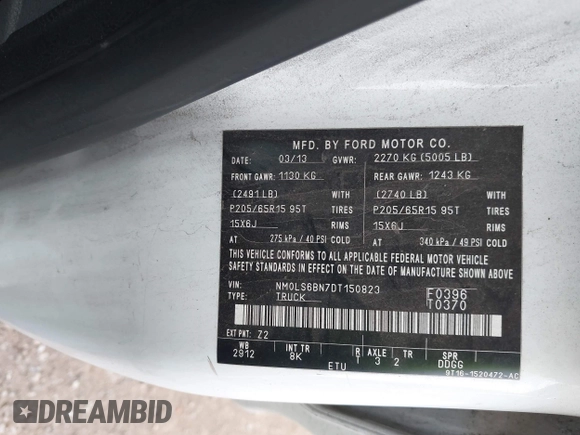 MFD. BY FORD MOTOR CO.
DATE: 03/13 GVWR: 2270 KG (5005 LB)
FRONT GAWR: 1130 KG REAR GAWR: 1243 KG
(2491 LB) WITH (2740 LB) WITH
P205/65R15 95T TIRES P205/65R15 95T TIRES
15X6J RIMS 15X6J RIMS
AT 275 kPa / 40 PSI COLD AT 340 kPa / 49 PSI COLD
THIS VEHICLE CONFORMS TO ALL APPLICABLE FEDERAL MOTOR VEHICLE
SAFETY STANDARDS IN EFFECT ON THE DATE OF MANUFACTURE SHOWN ABOVE.
VIN: NM0LS6BN7DT150823 F0396
TYPE: TRUCK T0370
EXT PNT: Z2
WB INT TR R AXLE TR SPR
2912 8K 1 3 2 DDGG
ETU 9T16-1520472-AC
DREAMBID